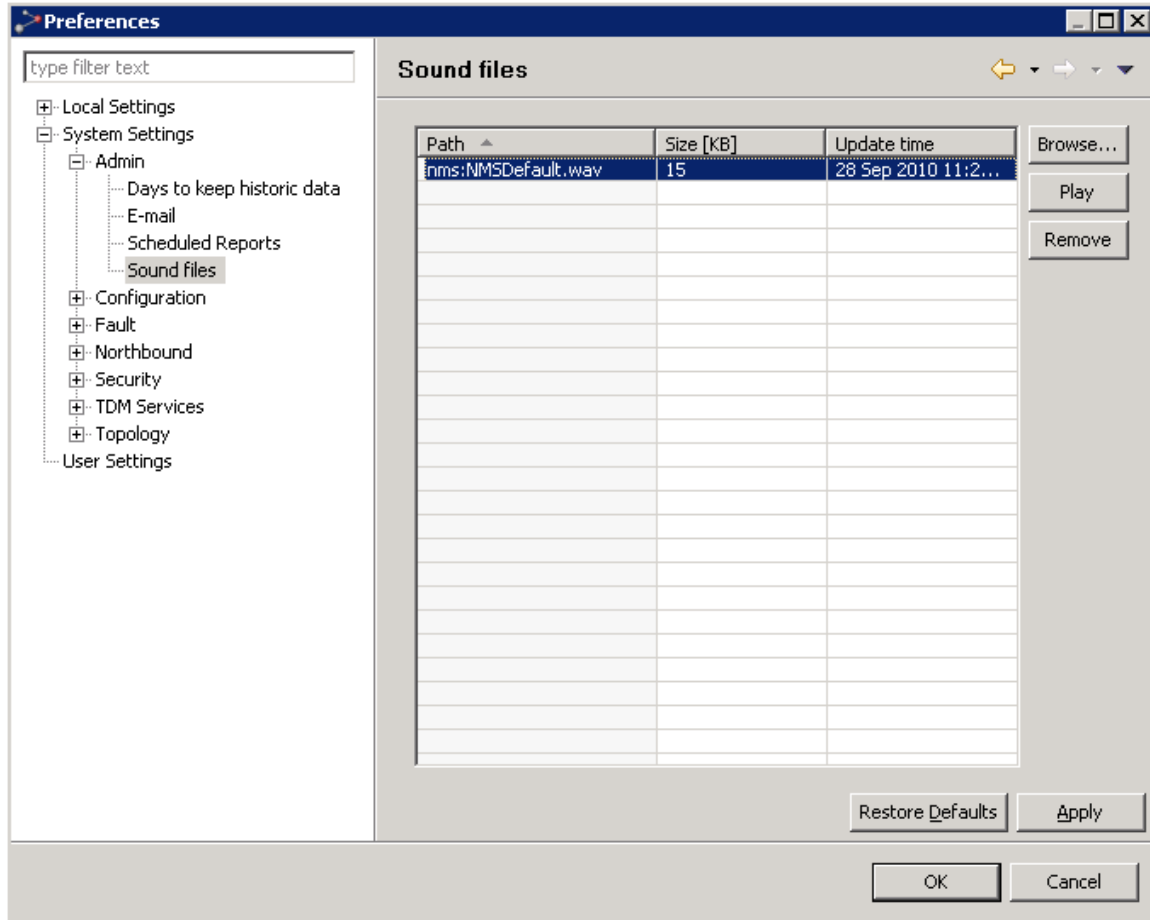 Preferences
type filter text
Local Settings
System Settings
Admin
Days to keep historic data
E-mail
Scheduled Reports
Sound files
Configuration
Fault
Northbound
Security
TDM Services
Topology
User Settings
Sound files
Path Size [KB] Update time
nms:NMSDefault.wav 15 28 Sep 2010 11:2...
Browse...
Play
Remove
Restore Defaults Apply
OK Cancel